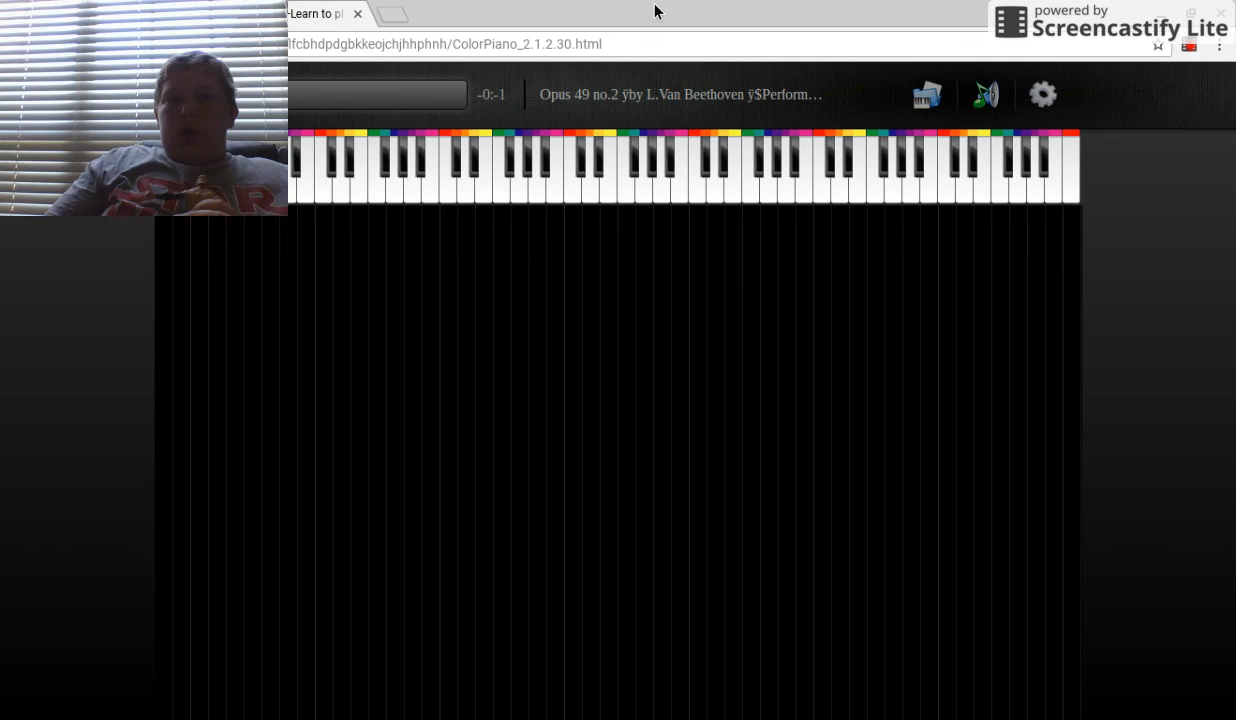 -Learn to pl
powered by
Screencastify Lite
lfcbhdpdgbkkeojchjhhphnh/ColorPiano_2.1.2.30.html
-0:-1
Opus 49 no.2 ÿby L.Van Beethoven ÿ$Perform…
STAR